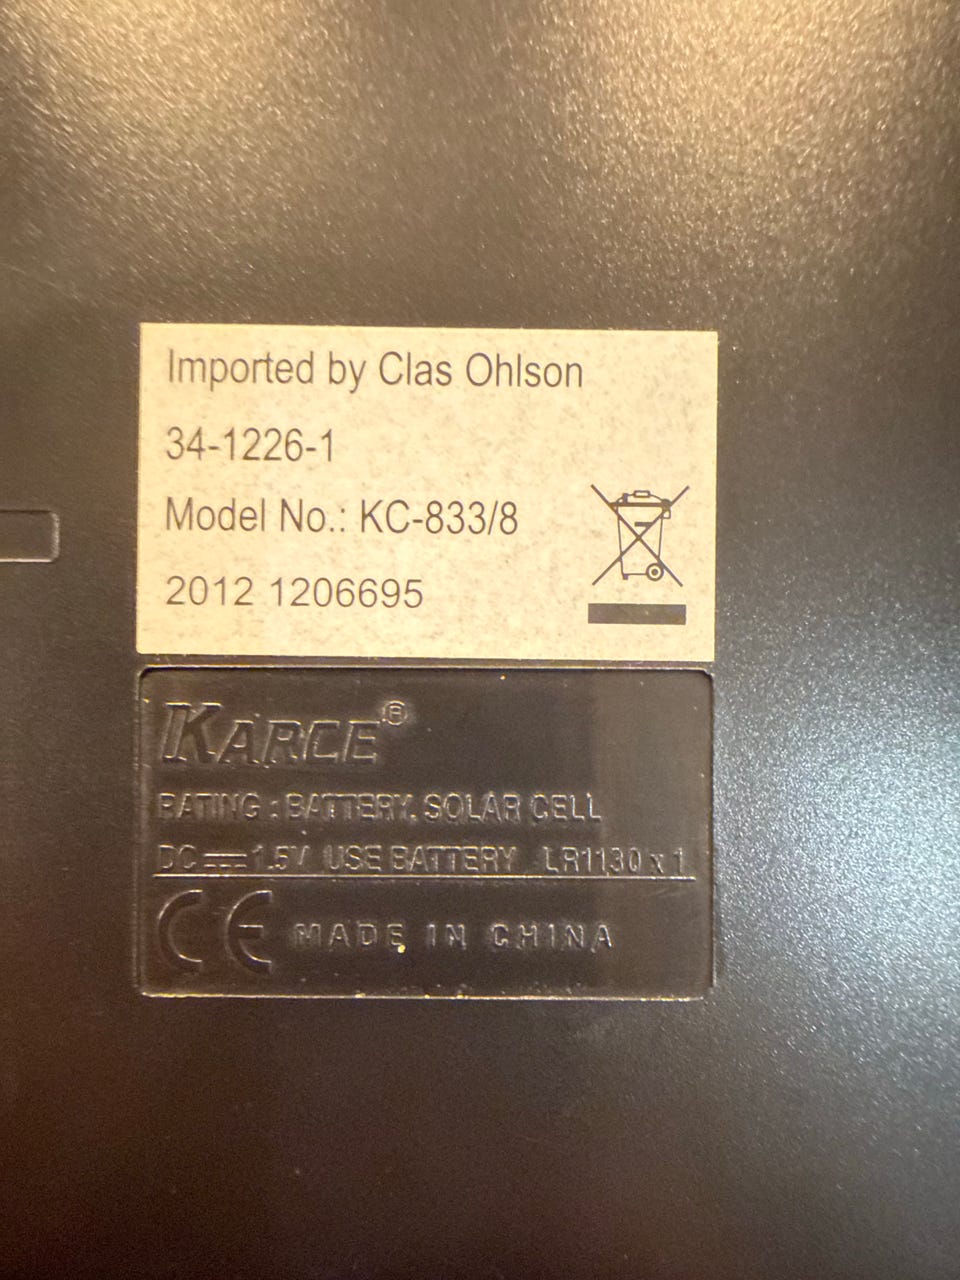 Imported by Clas Ohlson
34-1226-1
Model No.: KC-833/8
2012 1206695
KARCE®
RATING : BATTERY, SOLAR CELL
DC ⎓ 1.5V USE BATTERY LR1130 x 1
CE MADE IN CHINA